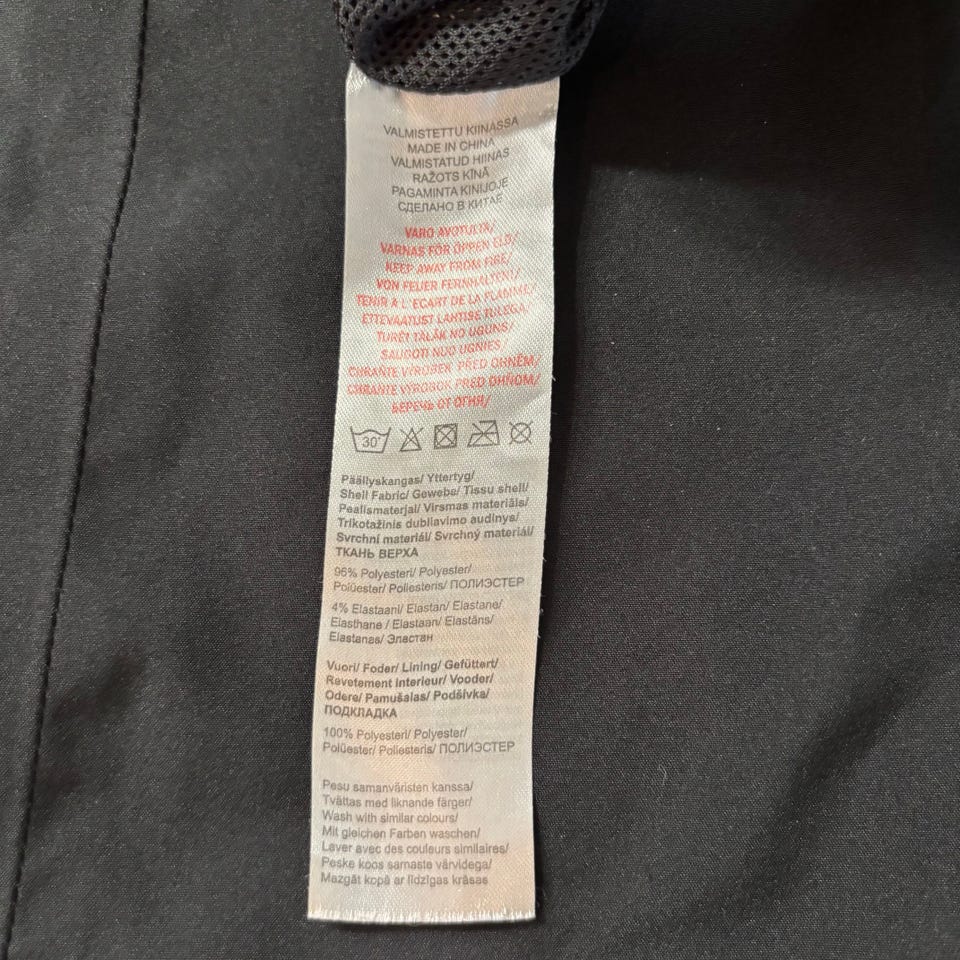 VALMISTETTU KIINASSA
MADE IN CHINA
VALMISTATUD HIINAS
RAŽOTS KĪNĀ
PAGAMINTA KINIJOJE
СДЕЛАНО В КИТАЕ
VARO AVOTULTA/
VARNAS FÖR ÖPPEN ELD/
KEEP AWAY FROM FIRE/
VON FEUER FERNHALTEN/
TENIR A L'ECART DE LA FLAMME/
ETTEVAATUST LAHTISE TULEGA/
TURĒT TĀLĀK NO UGUNS/
SAUGOTI NUO UGNIES/
CHRAŇTE VÝROBEK PŘED OHNĚM/
CHRAŇTE VÝROBOK PRED OHŇOM/
БЕРЕЧЬ ОТ ОГНЯ/
30°
Päällyskangas/ Yttertyg/
Shell Fabric/ Gewebe/ Tissu shell/
Pealismaterjal/ Virsmas materiāls/
Trikotažinis dubliavimo audinys/
Svrchní materiál/ Svrchný materiál/
ТКАНЬ ВЕРХА
96% Polyesteri/ Polyester/
Polüester/ Poliesteris/ ПОЛИЭСТЕР
4% Elastaani/ Elastan/ Elastane/
Elasthane / Elastaan/ Elastāns/
Elastanas/ Эластан
Vuori/ Foder/ Lining/ Gefüttert/
Revetement interieur/ Vooder/
Odere/ Pamušalas/ Podšívka/
ПОДКЛАДКА
100% Polyesteri/ Polyester/
Polüester/ Poliesteris/ ПОЛИЭСТЕР
Pesu samanväristen kanssa/
Tvättas med liknande färger/
Wash with similar colours/
Mit gleichen Farben waschen/
Laver avec des couleurs similaires/
Peske koos samaste värvidega/
Mazgāt kopā ar līdzīgas krāsas